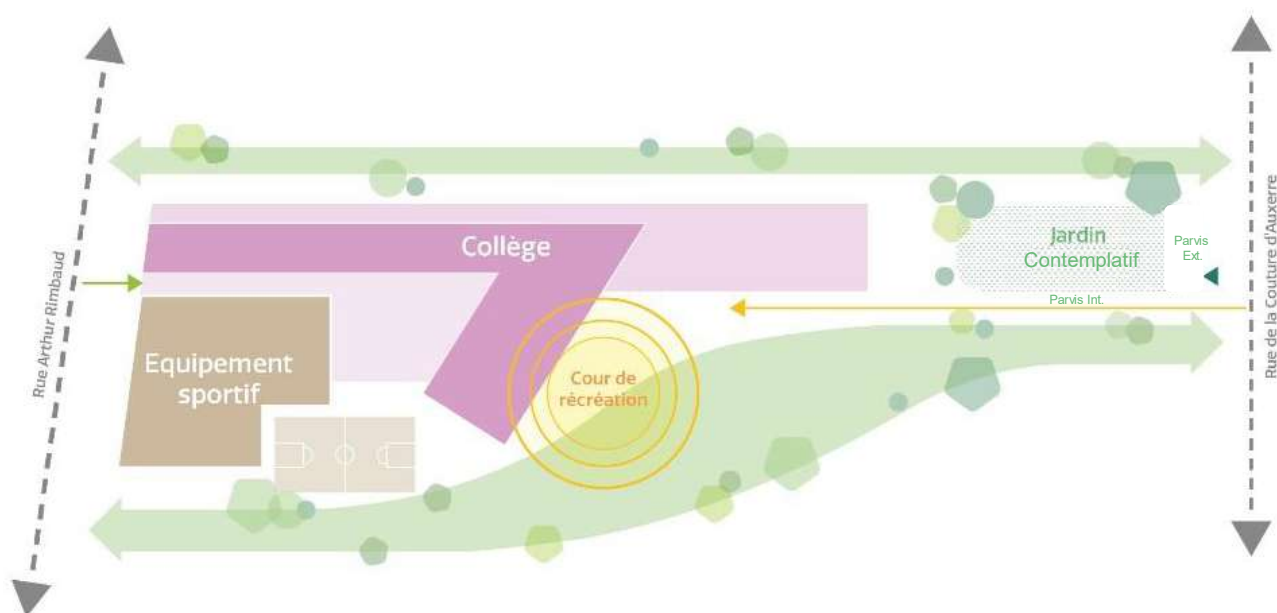 Collège
Jardin
Contemplatif
Parvis
Ext.
Parvis Int.
Rue Arthur Rimbaud
Equipement
sportif
Cour de
récréation
Rue de la Couture d'Auxerre